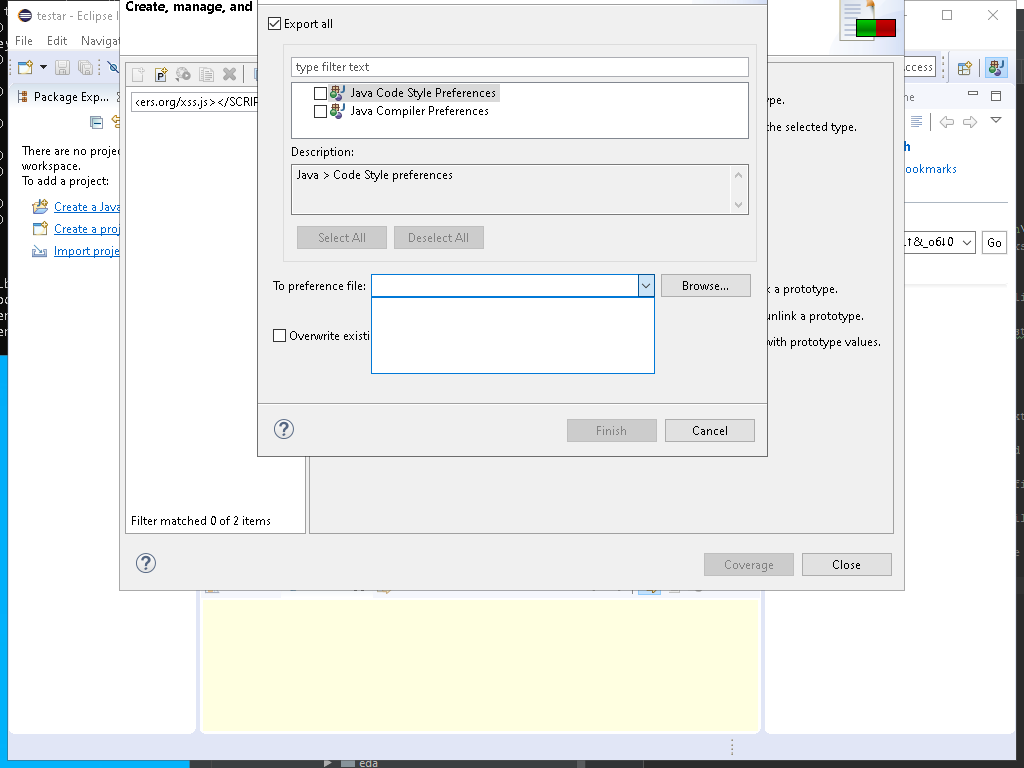 testar - Eclipse I
File Edit Navigat
Package Exp...
There are no projec
workspace.
To add a project:
Create a Java
Create a proj
Import proje
Create, manage, and
cers.org/xss.js></SCRIP
Filter matched 0 of 2 items
Export all
type filter text
Java Code Style Preferences
Java Compiler Preferences
Description:
Java > Code Style preferences
Select All
Deselect All
To preference file:
Browse...
Overwrite existi
Finish
Cancel
ype.
he selected type.
k a prototype.
unlink a prototype.
with prototype values.
Coverage
Close
ccess
ne
h
ookmarks
Go
eda